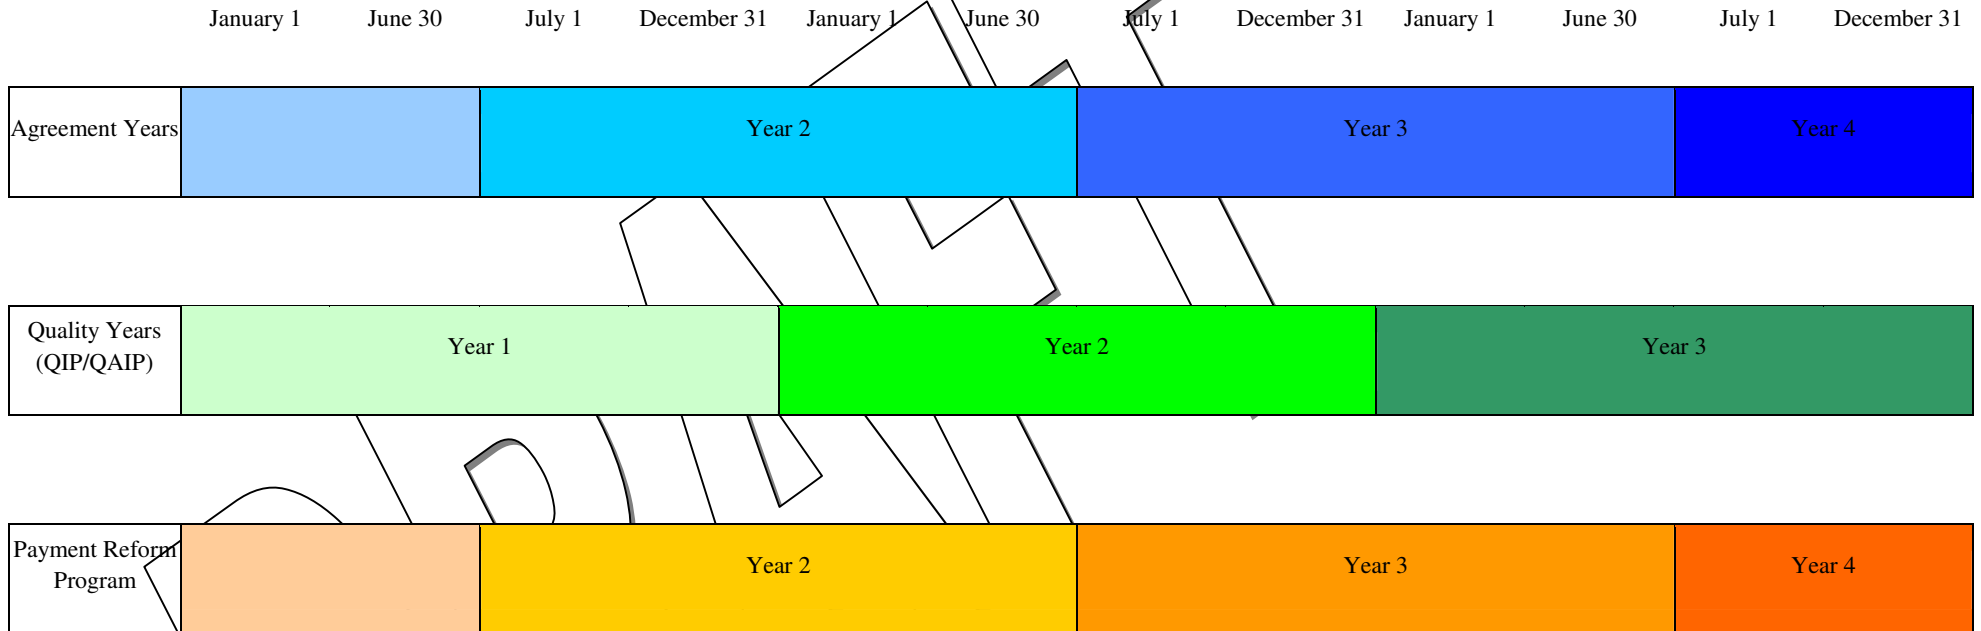 January 1 June 30 July 1 December 31 January 1 June 30 July 1 December 31 January 1 June 30 July 1 December 31
Agreement Years Year 2 Year 3 Year 4
Quality Years
(QIP/QAIP) Year 1 Year 2 Year 3
Payment Reform
Program Year 2 Year 3 Year 4